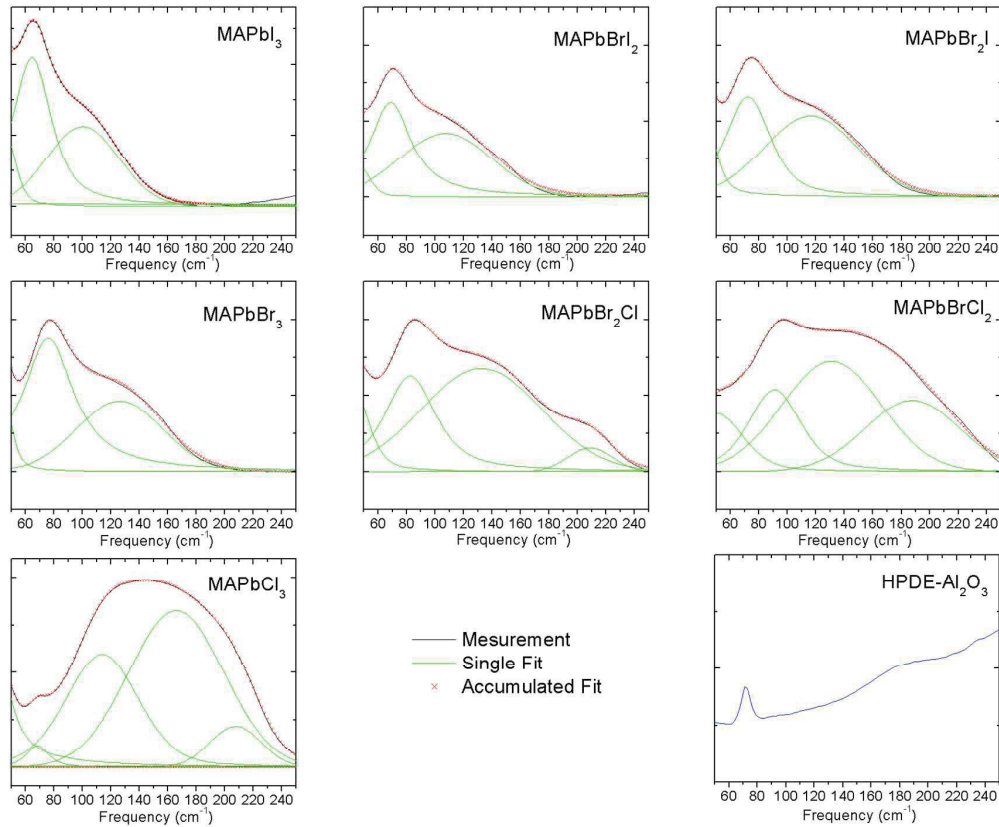 MAPbI₃
MAPbBrI₂
MAPbBr₂I
60 80 100 120 140 160 180 200 220 240
60 80 100 120 140 160 180 200 220 240
60 80 100 120 140 160 180 200 220 240
Frequency (cm⁻¹)
Frequency (cm⁻¹)
Frequency (cm⁻¹)
MAPbBr₃
MAPbBr₂Cl
MAPbBrCl₂
60 80 100 120 140 160 180 200 220 240
60 80 100 120 140 160 180 200 220 240
60 80 100 120 140 160 180 200 220 240
Frequency (cm⁻¹)
Frequency (cm⁻¹)
Frequency (cm⁻¹)
MAPbCl₃
60 80 100 120 140 160 180 200 220 240
Frequency (cm⁻¹)
Mesurement
Single Fit
Accumulated Fit
HPDE-Al₂O₃
60 80 100 120 140 160 180 200 220 240
Frequency (cm⁻¹)